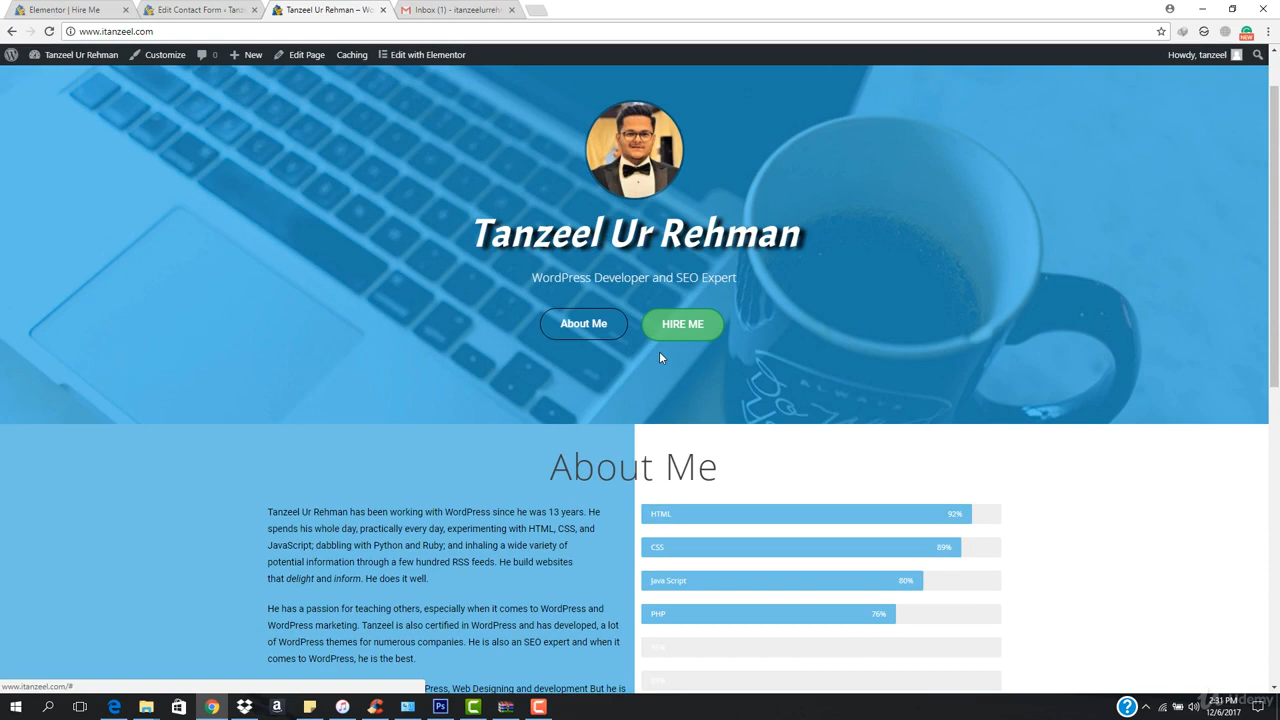 Elementor | Hire Me
Edit Contact Form ‹ Tanz
Tanzeel Ur Rehman – Wo
Inbox (1) - itanzeelurrehm
www.itanzeel.com
Tanzeel Ur Rehman
Customize
0
New
Edit Page
Caching
Edit with Elementor
Howdy, tanzeel
NEW
Tanzeel Ur Rehman
WordPress Developer and SEO Expert
About Me
HIRE ME
About Me
Tanzeel Ur Rehman has been working with WordPress since he was 13 years. He
spends his whole day, practically every day, experimenting with HTML, CSS, and
JavaScript; dabbling with Python and Ruby; and inhaling a wide variety of
potential information through a few hundred RSS feeds. He build websites
that delight and inform. He does it well.
He has a passion for teaching others, especially when it comes to WordPress and
WordPress marketing. Tanzeel is also certified in WordPress and has developed, a lot
of WordPress themes for numerous companies. He is also an SEO expert and when it
comes to WordPress, he is the best.
Press, Web Designing and development But he is
HTML 92%
CSS 89%
Java Script 80%
PHP 76%
www.itanzeel.com/#
2:31 PM
12/6/2017